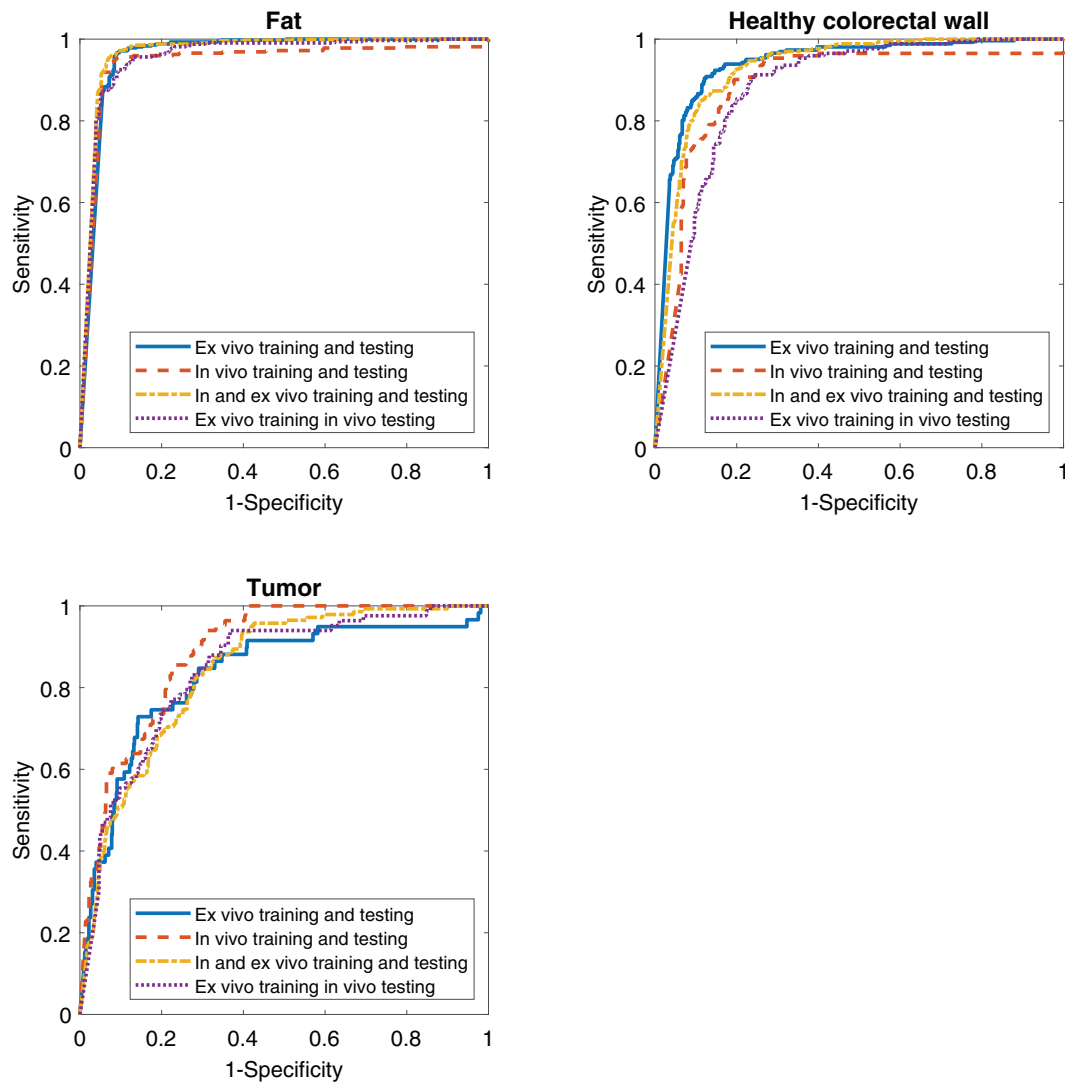 Fat
1
0.8
0.6
0.4
0.2
0
Sensitivity
Ex vivo training and testing
In vivo training and testing
In and ex vivo training and testing
Ex vivo training in vivo testing
0 0.2 0.4 0.6 0.8 1
1-Specificity
Healthy colorectal wall
1
0.8
0.6
0.4
0.2
0
Sensitivity
Ex vivo training and testing
In vivo training and testing
In and ex vivo training and testing
Ex vivo training in vivo testing
0 0.2 0.4 0.6 0.8 1
1-Specificity
Tumor
1
0.8
0.6
0.4
0.2
0
Sensitivity
Ex vivo training and testing
In vivo training and testing
In and ex vivo training and testing
Ex vivo training in vivo testing
0 0.2 0.4 0.6 0.8 1
1-Specificity